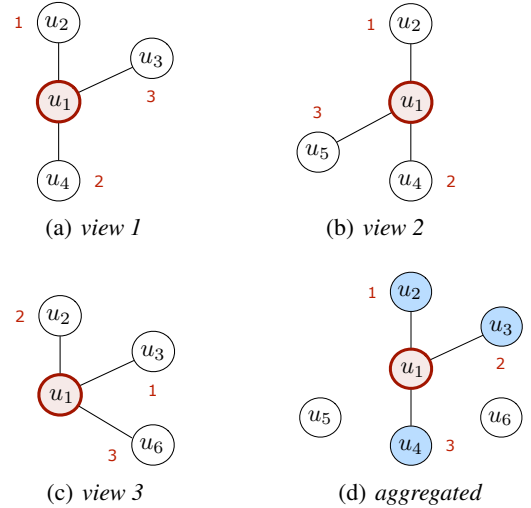 1 u2
u3
u1
3
u4 2
(a) view 1
1 u2
3 u1
u5
u4 2
(b) view 2
2 u2
u3
u1
1
3 u6
(c) view 3
1 u2
u3
u1
2
u5 u6
u4 3
(d) aggregated